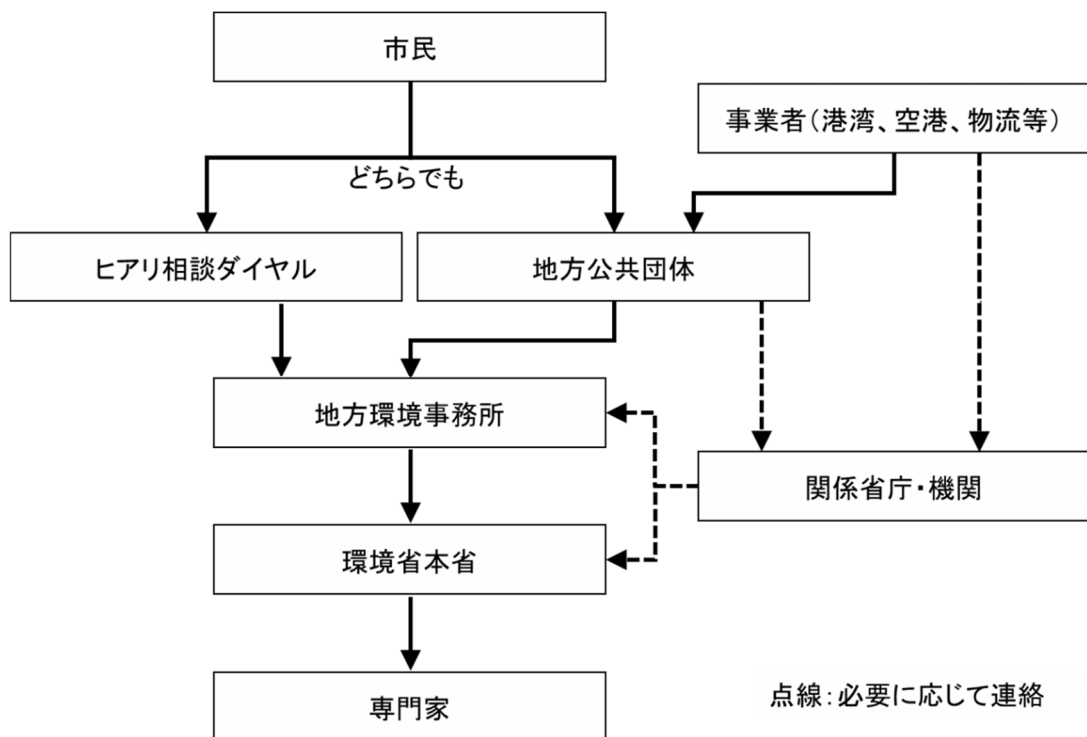 市民
事業者(港湾、空港、物流等)
どちらでも
ヒアリ相談ダイヤル
地方公共団体
地方環境事務所
関係省庁・機関
環境省本省
専門家
点線:必要に応じて連絡